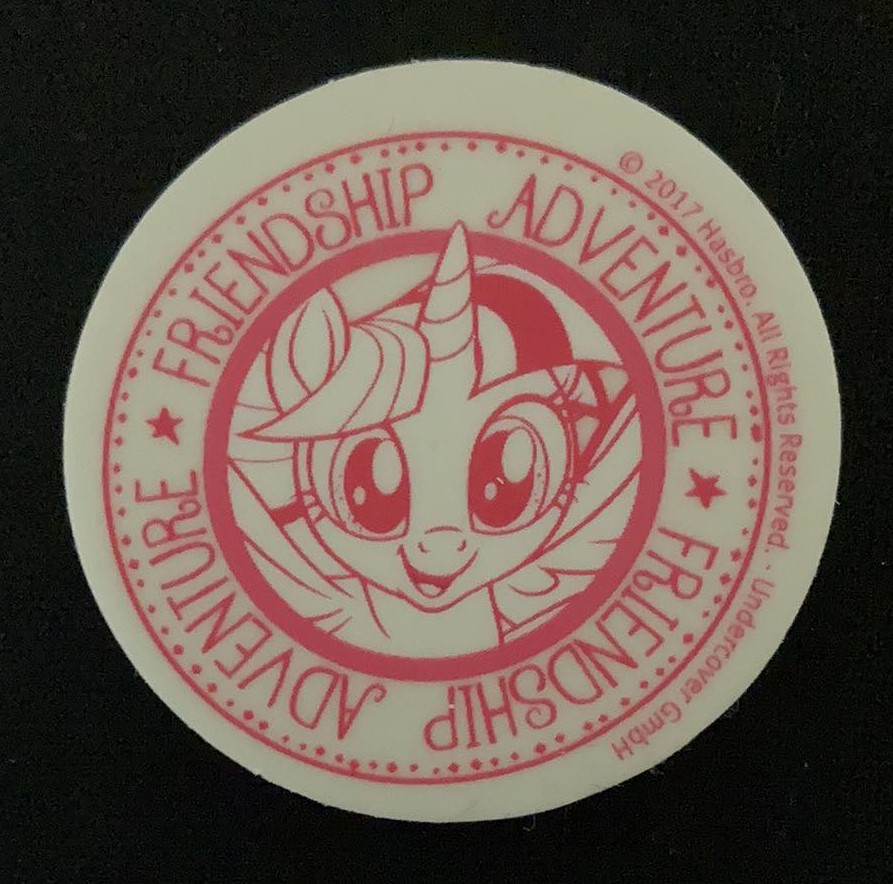 FRIENDSHIP ADVENTURE ★ FRIENDSHIP ADVENTURE ★
© 2017 Hasbro. All Rights Reserved. · Undercover GmbH